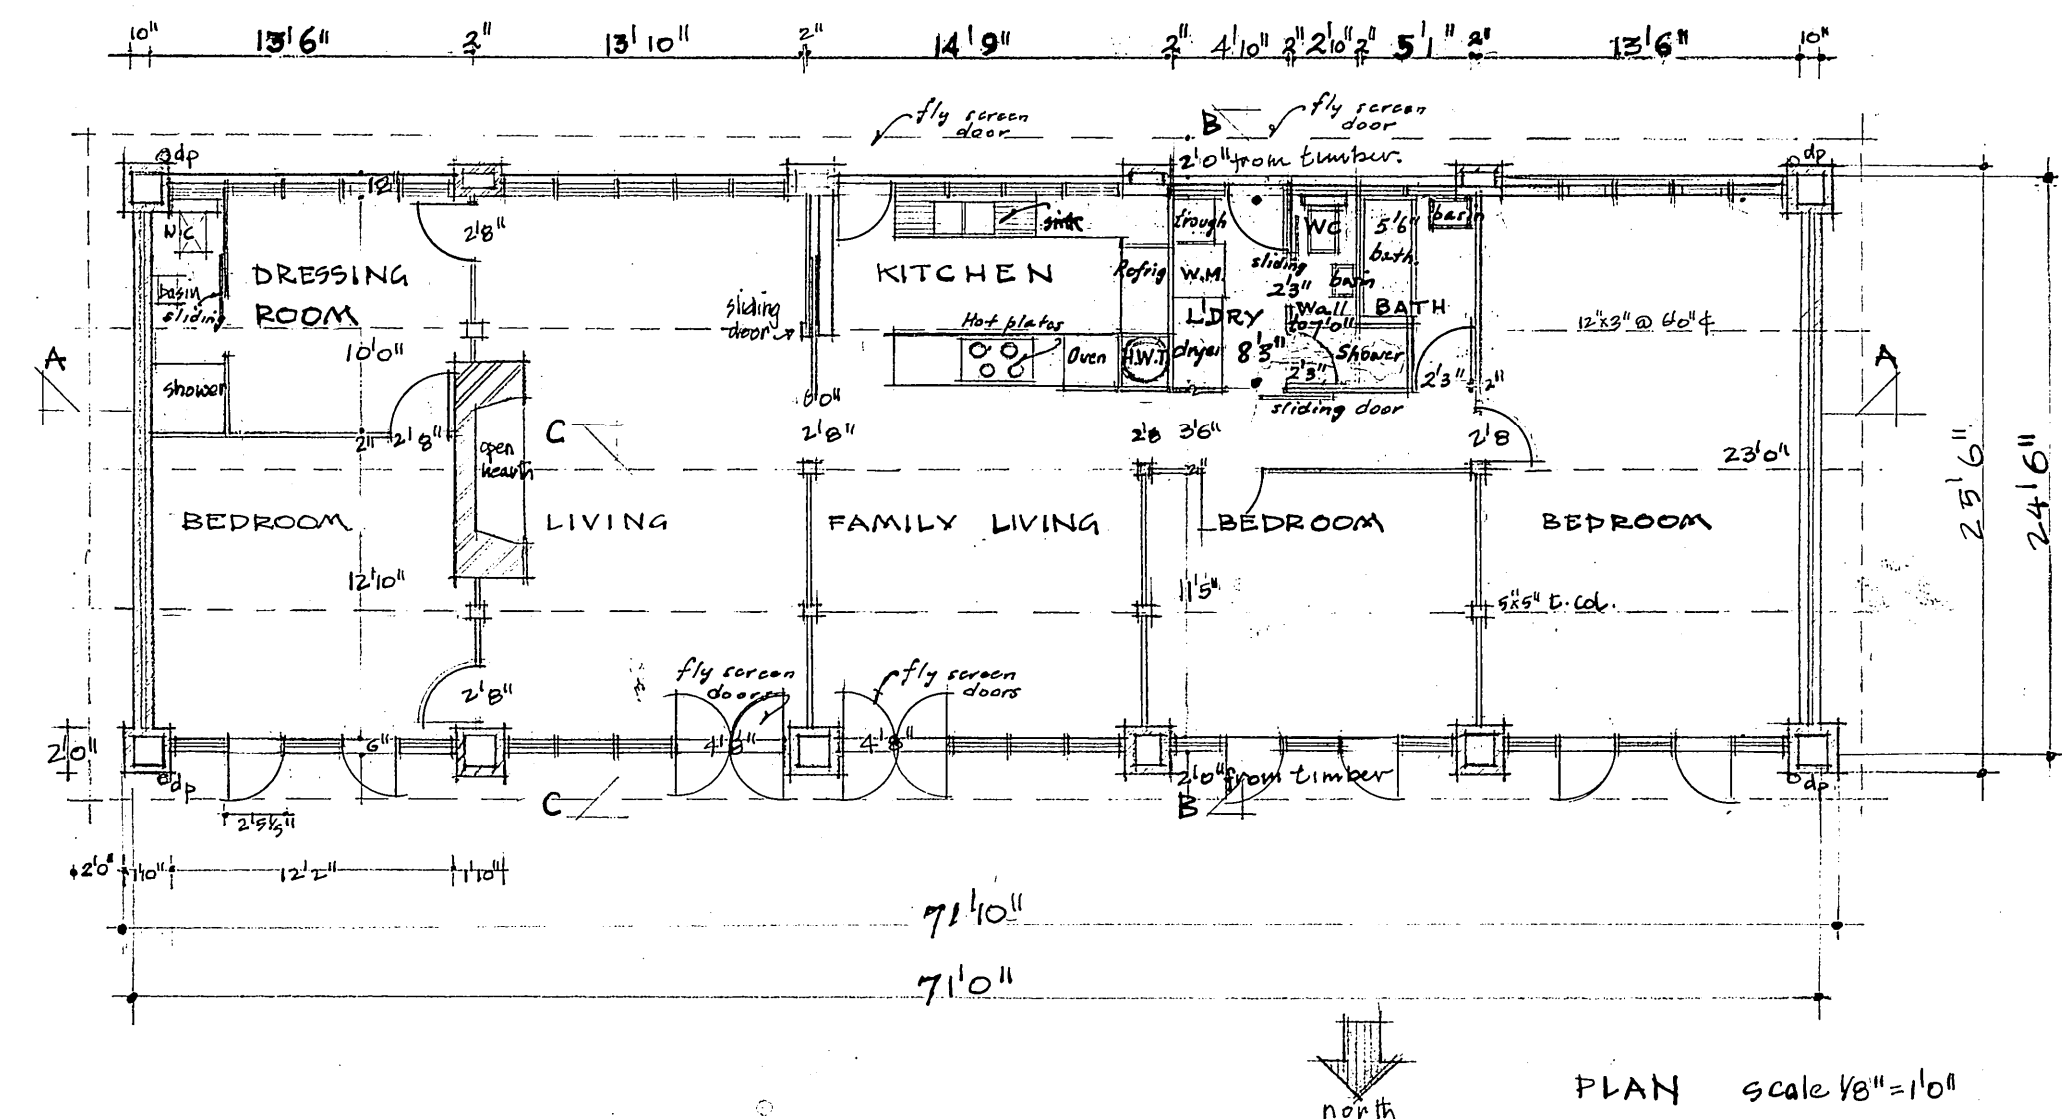 10" 13'6" 2" 13'10" 2" 14'9" 2" 4'10" 2" 2'10" 2" 5'1" 2" 13'6" 10"
fly screen
door
B
fly screen
door
2'0" from timber.
dp
dp
18"
2'8"
W.C
basin
sliding
DRESSING
ROOM
10'0"
shower
2"
2'8"
sliding
door
sink
KITCHEN
Refrig
Hot plates
Oven
H.W.T
6'0"
2'8"
trough
W.M.
L'DRY
dryer
8'3"
2"
sliding
2'3"
WC
basin
Wall
to 7'0"
5'6"
bath.
basin
BATH
Shower
2'3"
2'3"
2"
sliding door
12"x3" @ 6'0" ¢
A
A
open
hearth
C
2'8
3'6"
2"
2'8
23'0"
25'6"
24'6"
BEDROOM
LIVING
FAMILY LIVING
BEDROOM
BEDROOM
12'10"
11'5"
5"x5" t. col.
2'8"
fly screen
doors
fly screen
doors
2'0"
6"
4'8"
4'8"
2'0" from timber
dp
dp
C
B
2'5 1/5"
2'0" 1'10" 12'2" 1'10"
71'10"
71'0"
north
PLAN scale 1/8"=1'0"